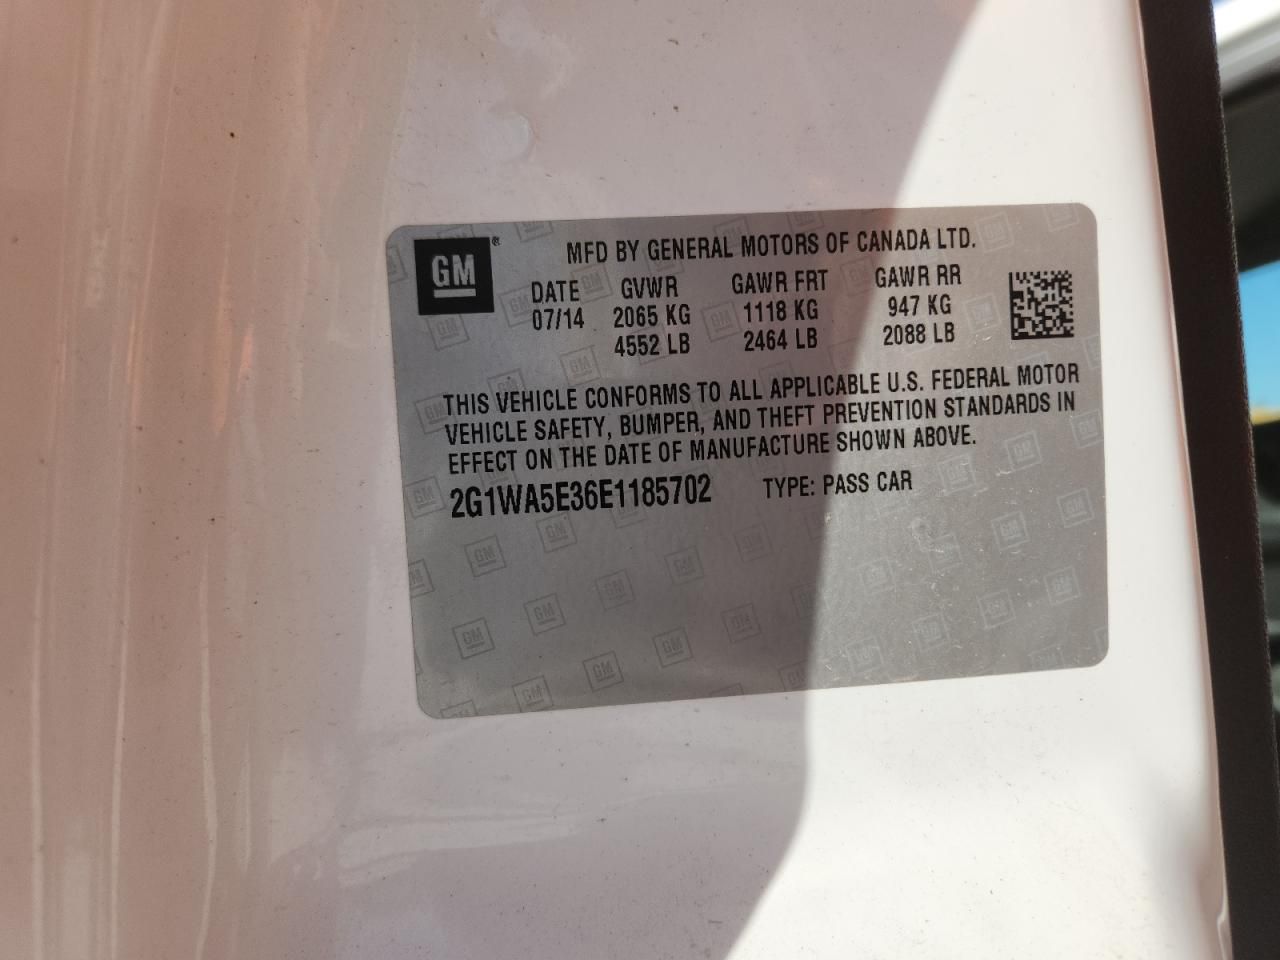 GM®
MFD BY GENERAL MOTORS OF CANADA LTD.
DATE GVWR GAWR FRT GAWR RR
07/14 2065 KG 1118 KG 947 KG
4552 LB 2464 LB 2088 LB
THIS VEHICLE CONFORMS TO ALL APPLICABLE U.S. FEDERAL MOTOR
VEHICLE SAFETY, BUMPER, AND THEFT PREVENTION STANDARDS IN
EFFECT ON THE DATE OF MANUFACTURE SHOWN ABOVE.
2G1WA5E36E1185702 TYPE: PASS CAR